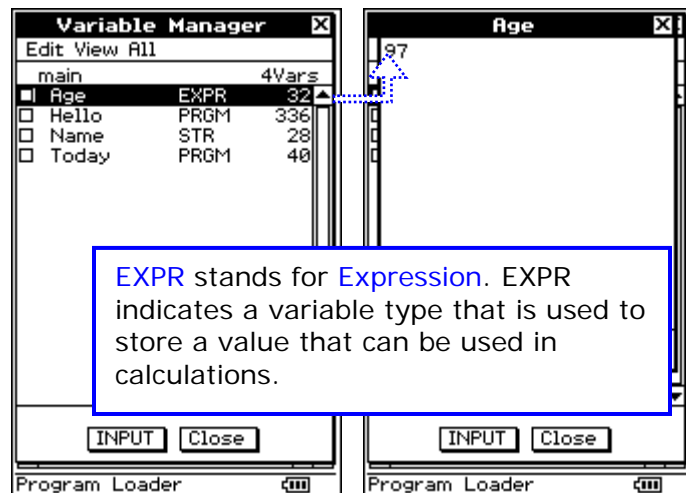 Variable Manager
Edit View All
main 4Vars
Age EXPR 32
Hello PRGM 336
Name STR 28
Today PRGM 40
INPUT Close
Program Loader
Age
97
EXPR stands for Expression. EXPR
indicates a variable type that is used to
store a value that can be used in
calculations.
INPUT Close
Program Loader